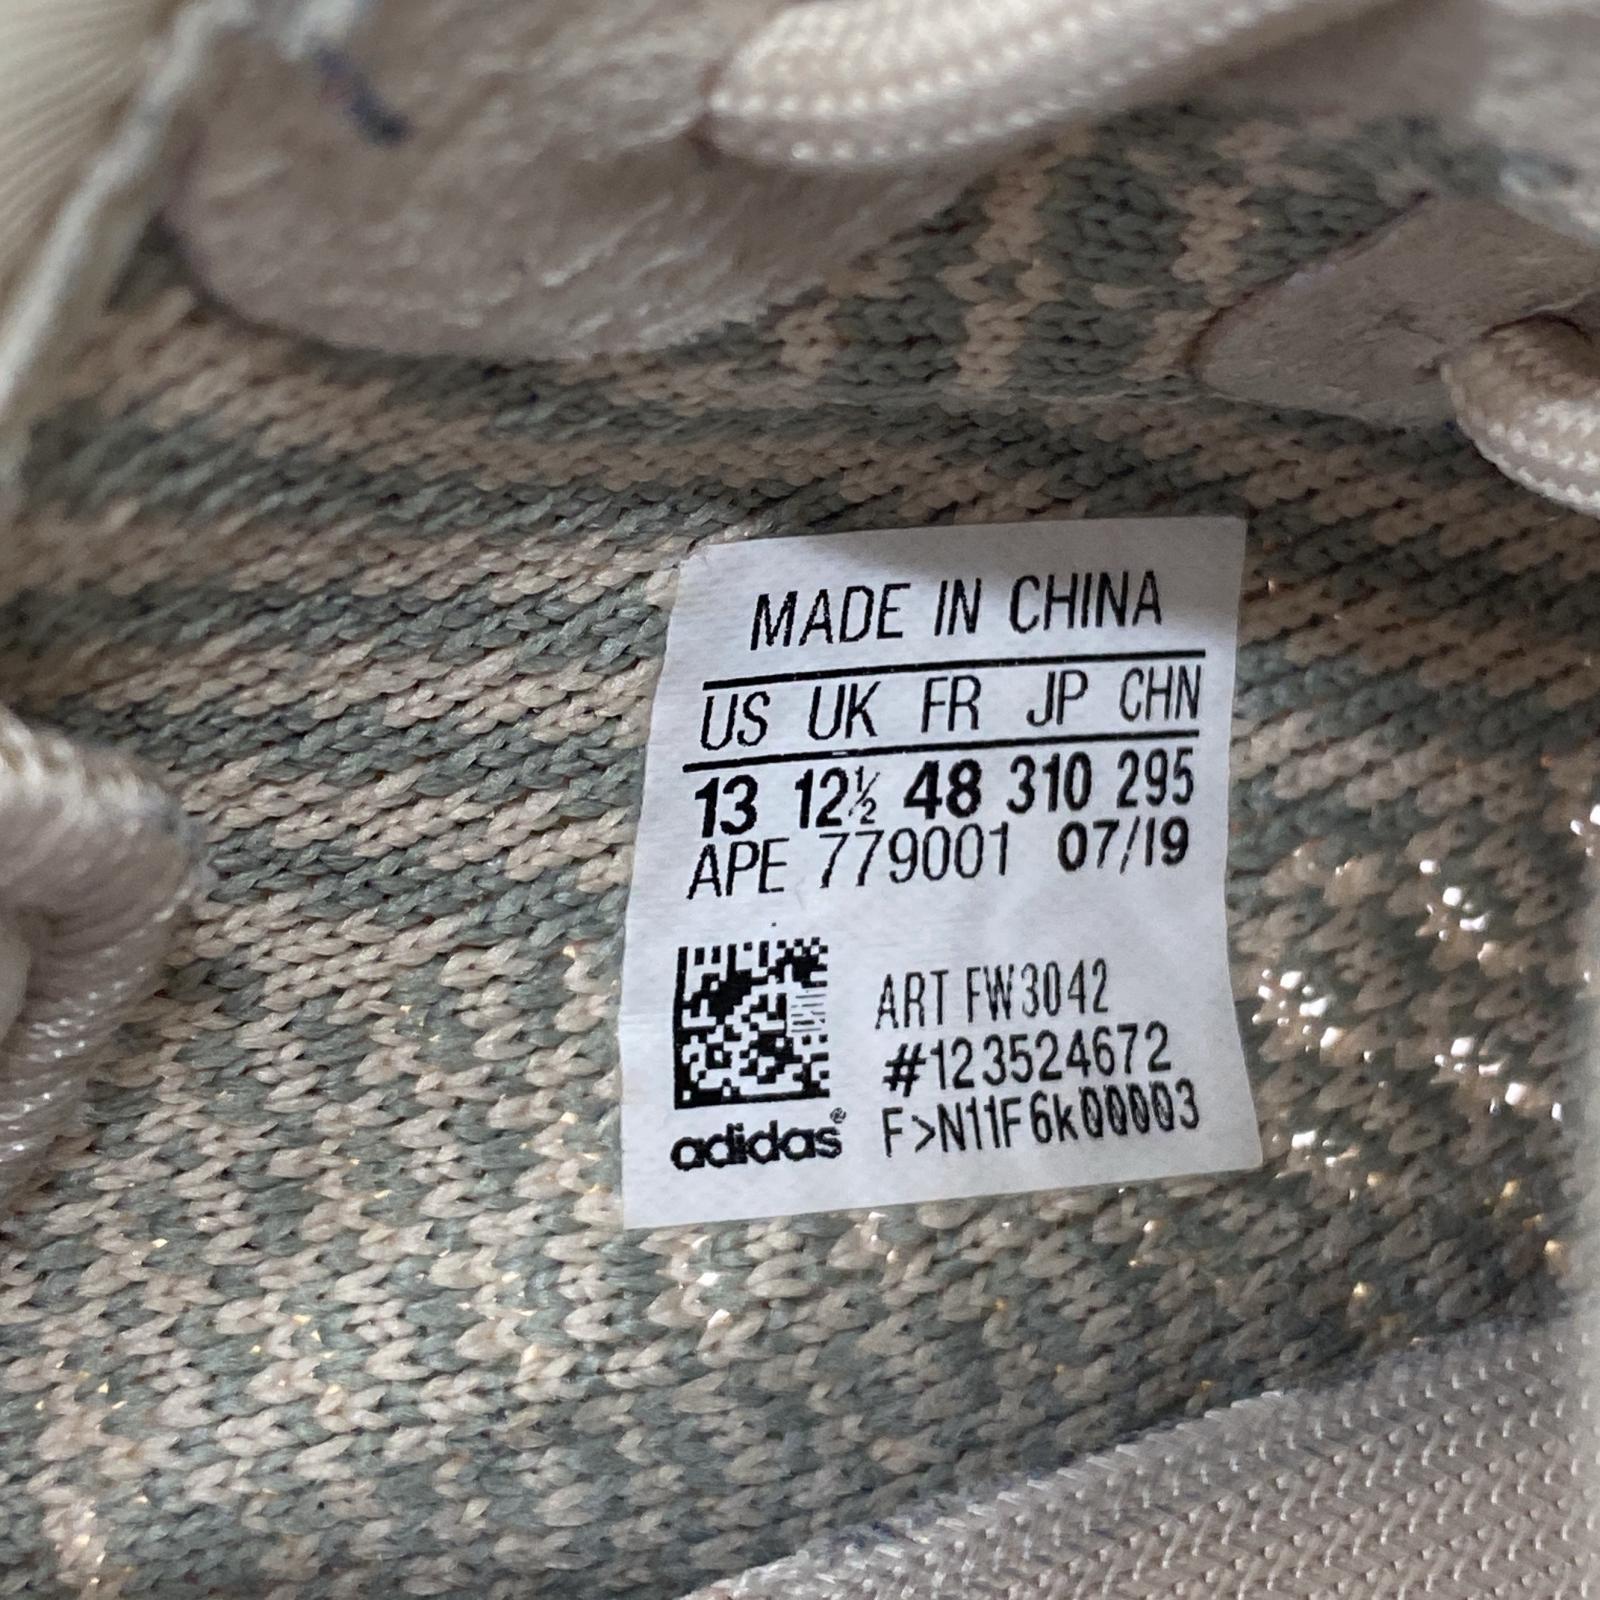 MADE IN CHINA
US UK FR JP CHN
13 12½ 48 310 295
APE 779001 07/19
ART FW3042
#123524672
F>N11F6k00003
adidas®